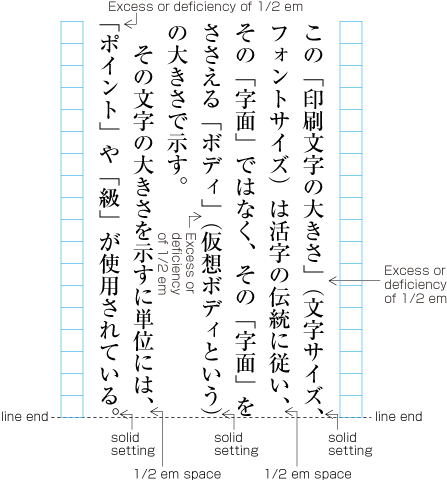 Excess or deficiency of 1/2 em
この「印刷文字の大きさ」（文字サイズ、
フォントサイズ）は活字の伝統に従い、
その「字面」ではなく、その「字面」を
ささえる「ボディ」（仮想ボディという）
の大きさで示す。
その文字の大きさを示すに単位には、
「ポイント」や「級」が使用されている。
Excess or
deficiency
of 1/2 em
Excess or
deficiency
of 1/2 em
line end
line end
solid
setting
solid
setting
solid
setting
1/2 em space
1/2 em space